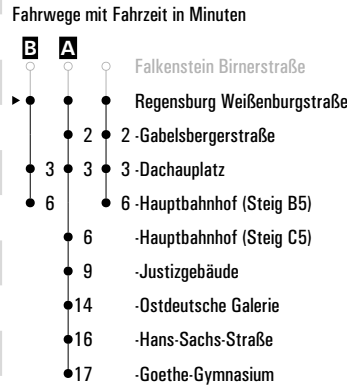 Fahrwege mit Fahrzeit in Minuten
B A
Falkenstein Birnerstraße
Regensburg Weißenburgstraße
2 2 -Gabelsbergerstraße
3 3 3 -Dachauplatz
6 6 -Hauptbahnhof (Steig B5)
6 -Hauptbahnhof (Steig C5)
9 -Justizgebäude
14 -Ostdeutsche Galerie
16 -Hans-Sachs-Straße
17 -Goethe-Gymnasium